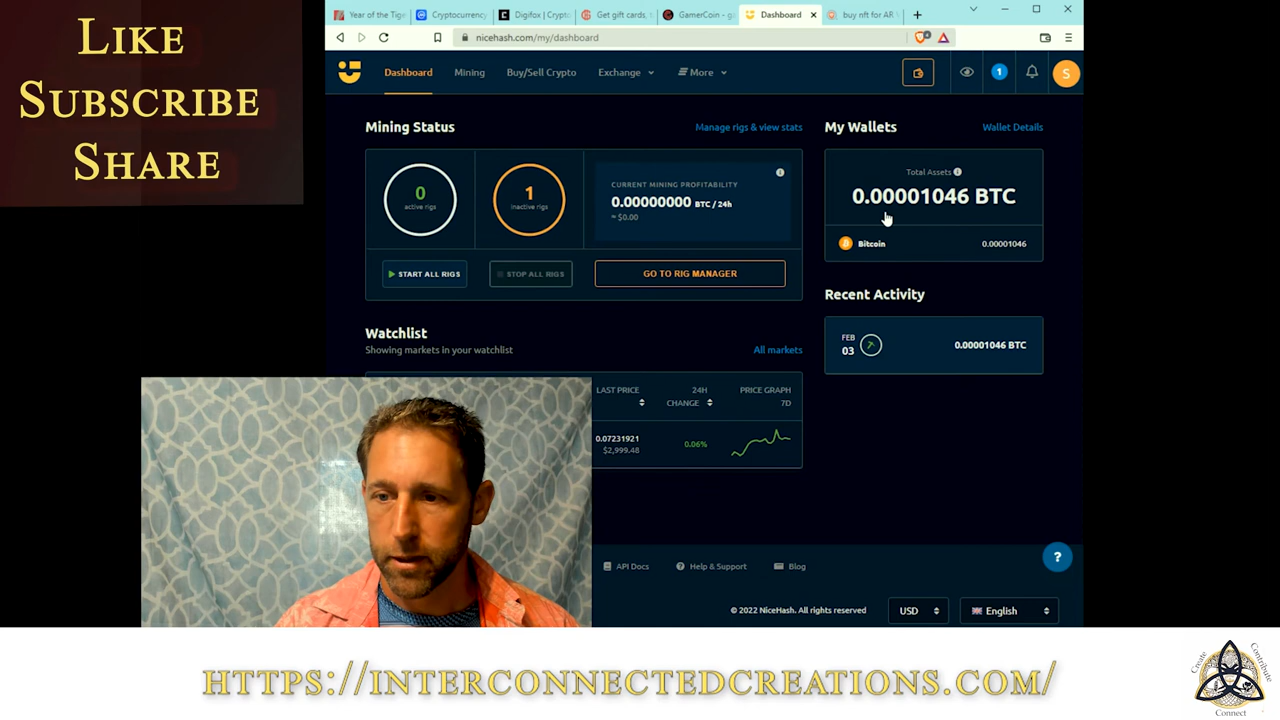 Like
Subscribe
Share
Year of the Tige
Cryptocurrency
Digifox | Crypto
Get gift cards,
GamerCoin - g
Dashboard
buy nft for AR
nicehash.com/my/dashboard
Dashboard
Mining
Buy/Sell Crypto
Exchange
More
1
S
Mining Status
Manage rigs & view stats
My Wallets
Wallet Details
0
active rigs
1
inactive rigs
CURRENT MINING PROFITABILITY
0.00000000 BTC / 24h
≈ $0.00
Total Assets
0.00001046 BTC
Bitcoin
0.00001046
START ALL RIGS
STOP ALL RIGS
GO TO RIG MANAGER
Recent Activity
FEB
03
0.00001046 BTC
Watchlist
Showing markets in your watchlist
All markets
LAST PRICE
24H
CHANGE
PRICE GRAPH
7D
0.07231921
$2,999.48
0.06%
API Docs
Help & Support
Blog
?
© 2022 NiceHash. All rights reserved
USD
English
https://interconnectedcreations.com/
Create
Contribute
Connect